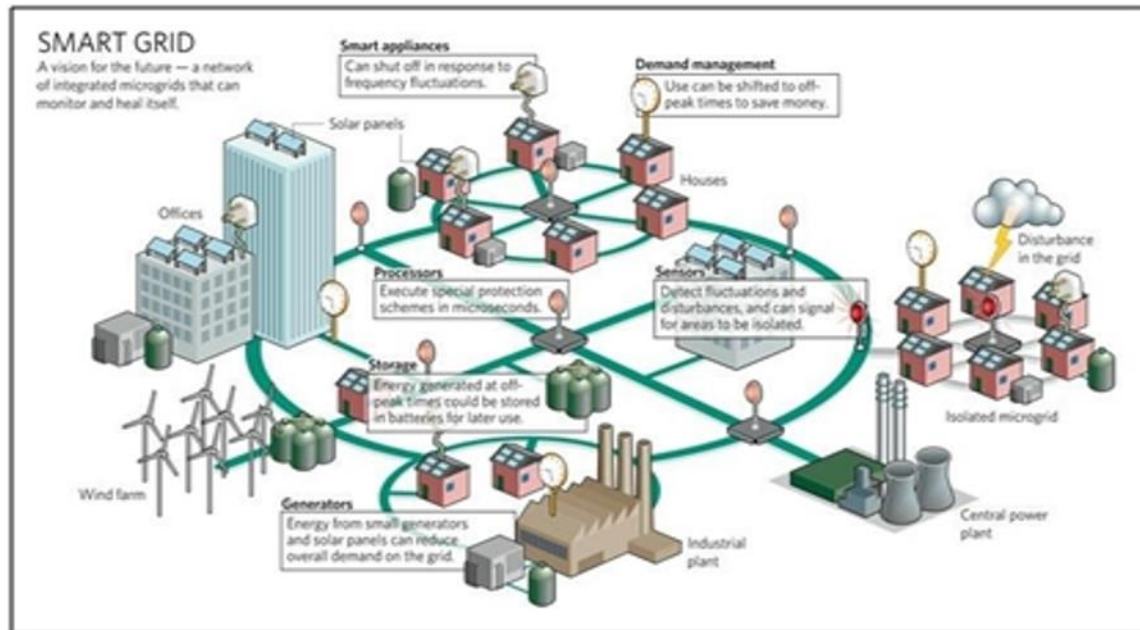 SMART GRID
A vision for the future — a network
of integrated microgrids that can
monitor and heal itself.
Smart appliances
Can shut off in response to
frequency fluctuations.
Demand management
Use can be shifted to off-
peak times to save money.
Solar panels
Houses
Offices
Disturbance
in the grid
Processors
Execute special protection
schemes in microseconds.
Sensors
Detect fluctuations and
disturbances, and can signal
for areas to be isolated.
Storage
Energy generated at off-
peak times could be stored
in batteries for later use.
Isolated microgrid
Wind farm
Generators
Energy from small generators
and solar panels can reduce
overall demand on the grid.
Industrial
plant
Central power
plant